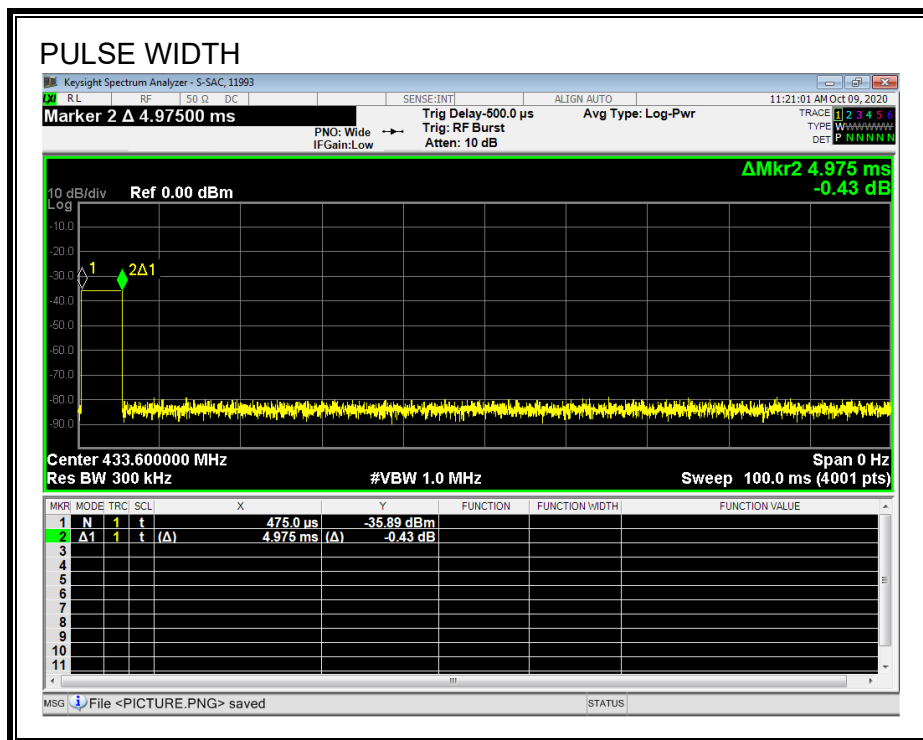 PULSE WIDTH
Keysight Spectrum Analyzer - S-SAC, 11993
LXI RL RF 50 Ω DC SENSE:INT ALIGN AUTO 11:21:01 AM Oct 09, 2020
Marker 2 Δ 4.97500 ms
Trig Delay-500.0 µs Avg Type: Log-Pwr TRACE 1 2 3 4 5 6
PNO: Wide Trig: RF Burst TYPE WWWWWWW
IFGain:Low Atten: 10 dB DET P N N N N N
ΔMkr2 4.975 ms
10 dB/div Ref 0.00 dBm -0.43 dB
Log
-10.0
-20.0
-30.0 1 2Δ1
-40.0
-50.0
-60.0
-70.0
-80.0
-90.0
Center 433.600000 MHz Span 0 Hz
Res BW 300 kHz #VBW 1.0 MHz Sweep 100.0 ms (4001 pts)
MKR MODE TRC SCL X Y FUNCTION FUNCTION WIDTH FUNCTION VALUE
1 N 1 t 475.0 µs -35.89 dBm
2 Δ1 1 t (Δ) 4.975 ms (Δ) -0.43 dB
3
4
5
6
7
8
9
10
11
MSG File <PICTURE.PNG> saved STATUS